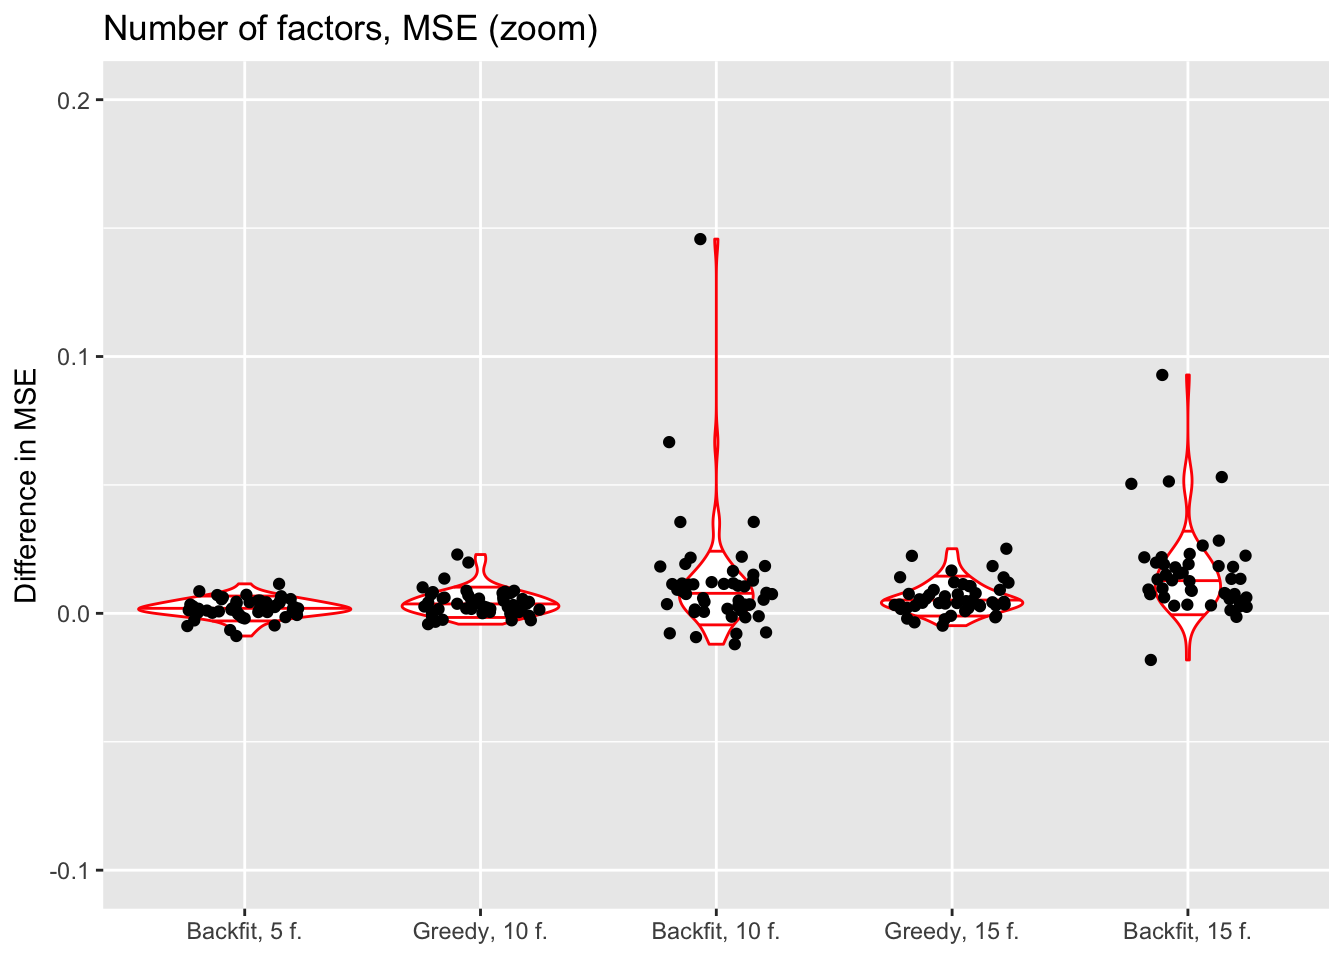 Number of factors, MSE (zoom)
Difference in MSE
0.2
0.1
0.0
-0.1
Backfit, 5 f.
Greedy, 10 f.
Backfit, 10 f.
Greedy, 15 f.
Backfit, 15 f.